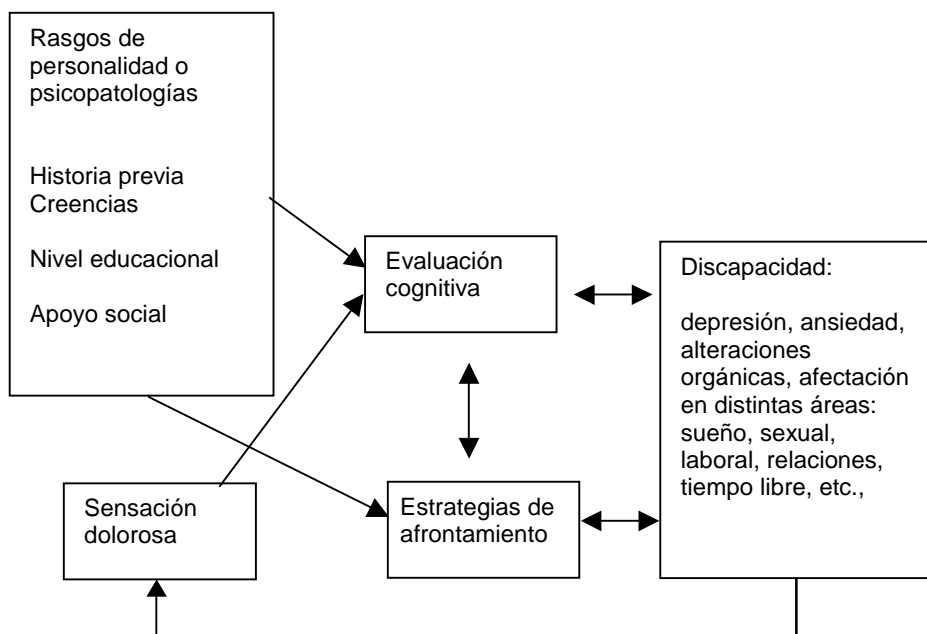 Rasgos de
personalidad o
psicopatologías
Historia previa
Creencias
Nivel educacional
Apoyo social
Evaluación
cognitiva
Discapacidad:
depresión, ansiedad,
alteraciones
orgánicas, afectación
en distintas áreas:
sueño, sexual,
laboral, relaciones,
tiempo libre, etc.,
Sensación
dolorosa
Estrategias de
afrontamiento